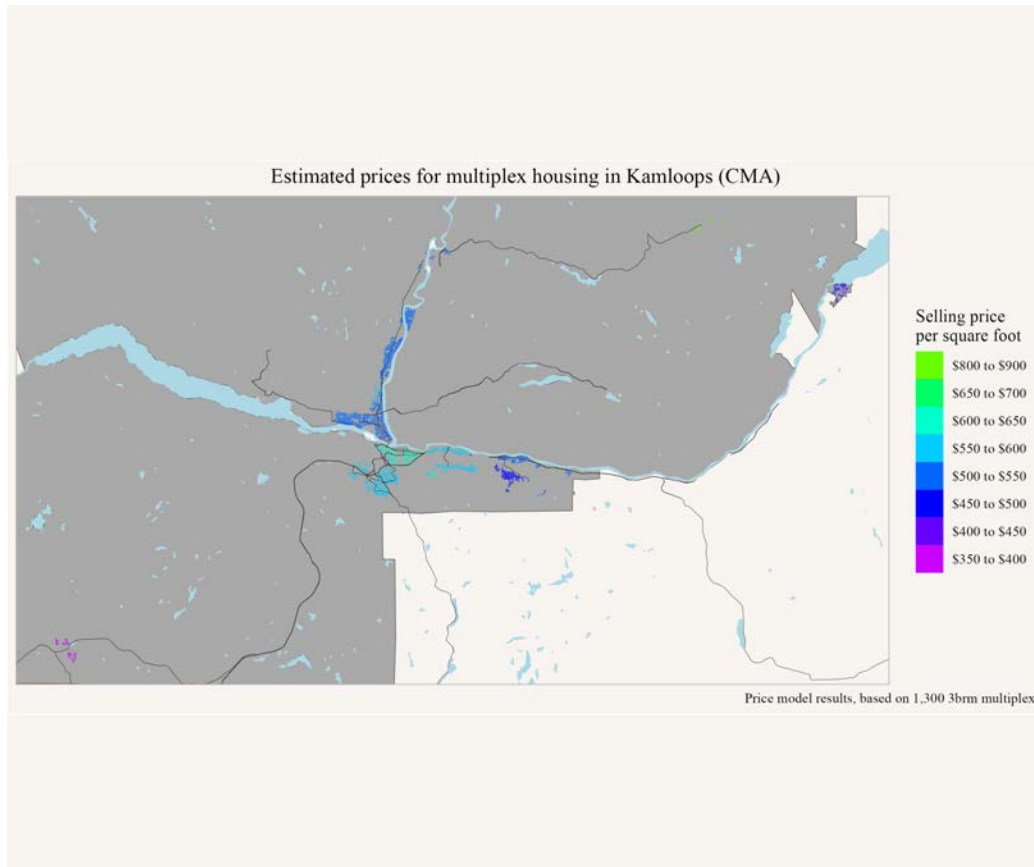 Estimated prices for multiplex housing in Kamloops (CMA)
Selling price
per square foot
$800 to $900
$650 to $700
$600 to $650
$550 to $600
$500 to $550
$450 to $500
$400 to $450
$350 to $400
Price model results, based on 1,300 3brm multiplex